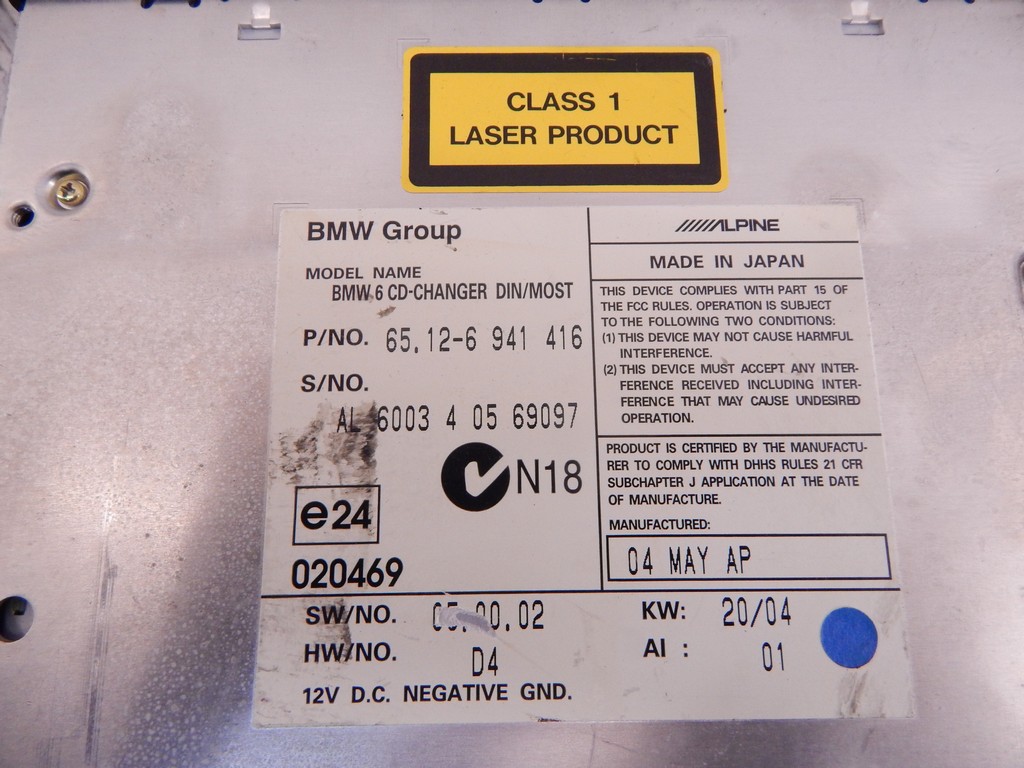 CLASS 1
LASER PRODUCT
BMW Group
MODEL NAME
BMW 6 CD-CHANGER DIN/MOST
P/NO. 65.12-6 941 416
S/NO.
AL 6003 4 05 69097
N18
e24
020469
ALPINE
MADE IN JAPAN
THIS DEVICE COMPLIES WITH PART 15 OF
THE FCC RULES. OPERATION IS SUBJECT
TO THE FOLLOWING TWO CONDITIONS:
(1) THIS DEVICE MAY NOT CAUSE HARMFUL
INTERFERENCE.
(2) THIS DEVICE MUST ACCEPT ANY INTER-
FERENCE RECEIVED INCLUDING INTER-
FERENCE THAT MAY CAUSE UNDESIRED
OPERATION.
PRODUCT IS CERTIFIED BY THE MANUFACTU-
RER TO COMPLY WITH DHHS RULES 21 CFR
SUBCHAPTER J APPLICATION AT THE DATE
OF MANUFACTURE.
MANUFACTURED:
04 MAY AP
SW/NO. 05.00.02 KW: 20/04
HW/NO. D4 AI : 01
12V D.C. NEGATIVE GND.